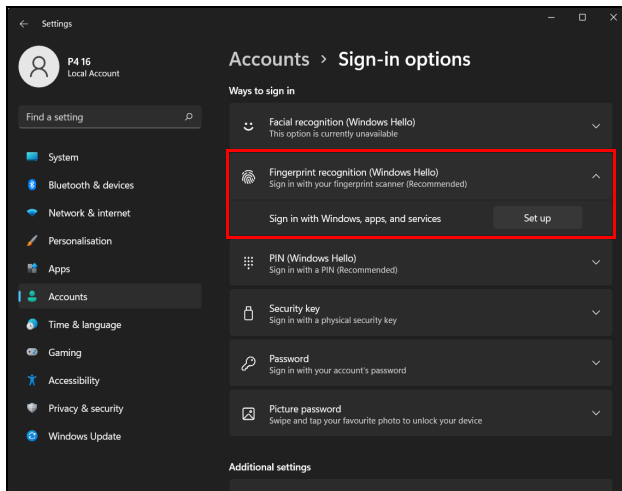 Settings
P4 16
Local Account
Find a setting
System
Bluetooth & devices
Network & internet
Personalisation
Apps
Accounts
Time & language
Gaming
Accessibility
Privacy & security
Windows Update
Accounts > Sign-in options
Ways to sign in
Facial recognition (Windows Hello)
This option is currently unavailable
Fingerprint recognition (Windows Hello)
Sign in with your fingerprint scanner (Recommended)
Sign in with Windows, apps, and services
Set up
PIN (Windows Hello)
Sign in with a PIN (Recommended)
Security key
Sign in with a physical security key
Password
Sign in with your account's password
Picture password
Swipe and tap your favourite photo to unlock your device
Additional settings